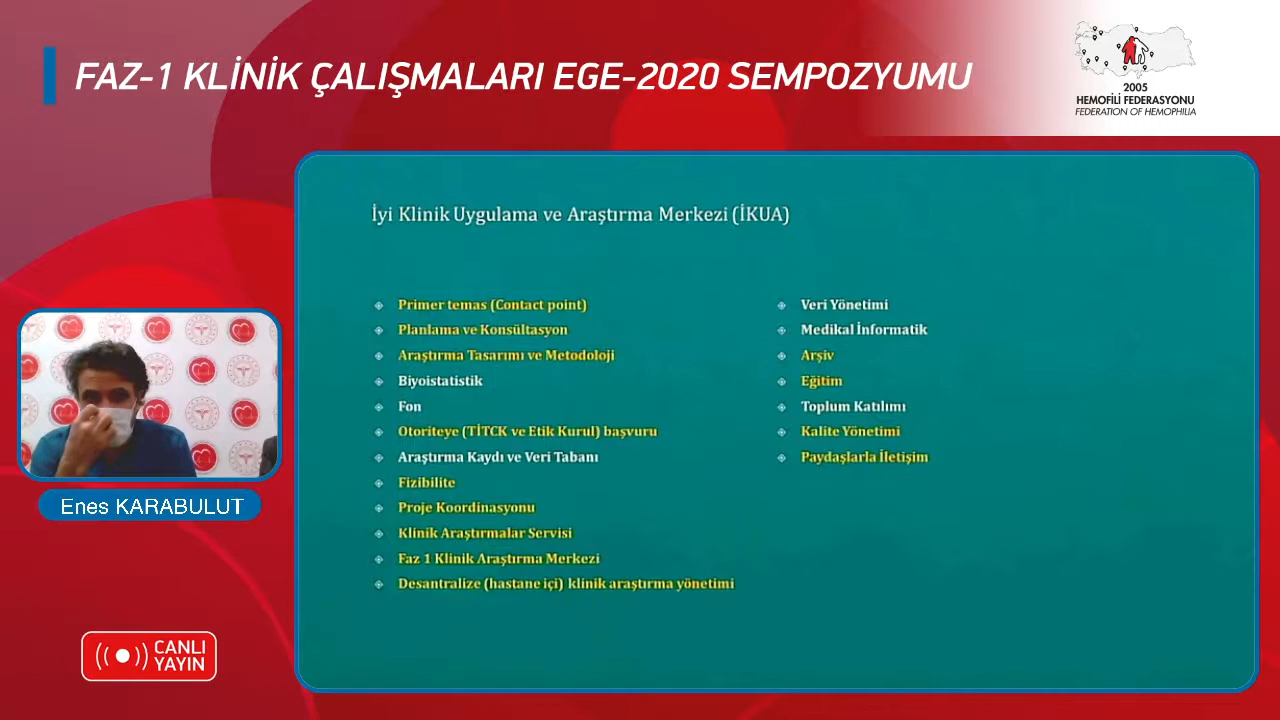 FAZ-1 KLİNİK ÇALIŞMALARI EGE-2020 SEMPOZYUMU
2005
HEMOFİLİ FEDERASYONU
FEDERATION OF HEMOPHILIA
İyi Klinik Uygulama ve Araştırma Merkezi (İKUA)
Primer temas (Contact point)
Planlama ve Konsültasyon
Araştırma Tasarımı ve Metodoloji
Biyoistatistik
Fon
Otoriteye (TİTCK ve Etik Kurul) başvuru
Araştırma Kaydı ve Veri Tabanı
Fizibilite
Proje Koordinasyonu
Klinik Araştırmalar Servisi
Faz 1 Klinik Araştırma Merkezi
Desantralize (hastane içi) klinik araştırma yönetimi
Veri Yönetimi
Medikal İnformatik
Arşiv
Eğitim
Toplum Katılımı
Kalite Yönetimi
Paydaşlarla İletişim
Enes KARABULUT
CANLI
YAYIN